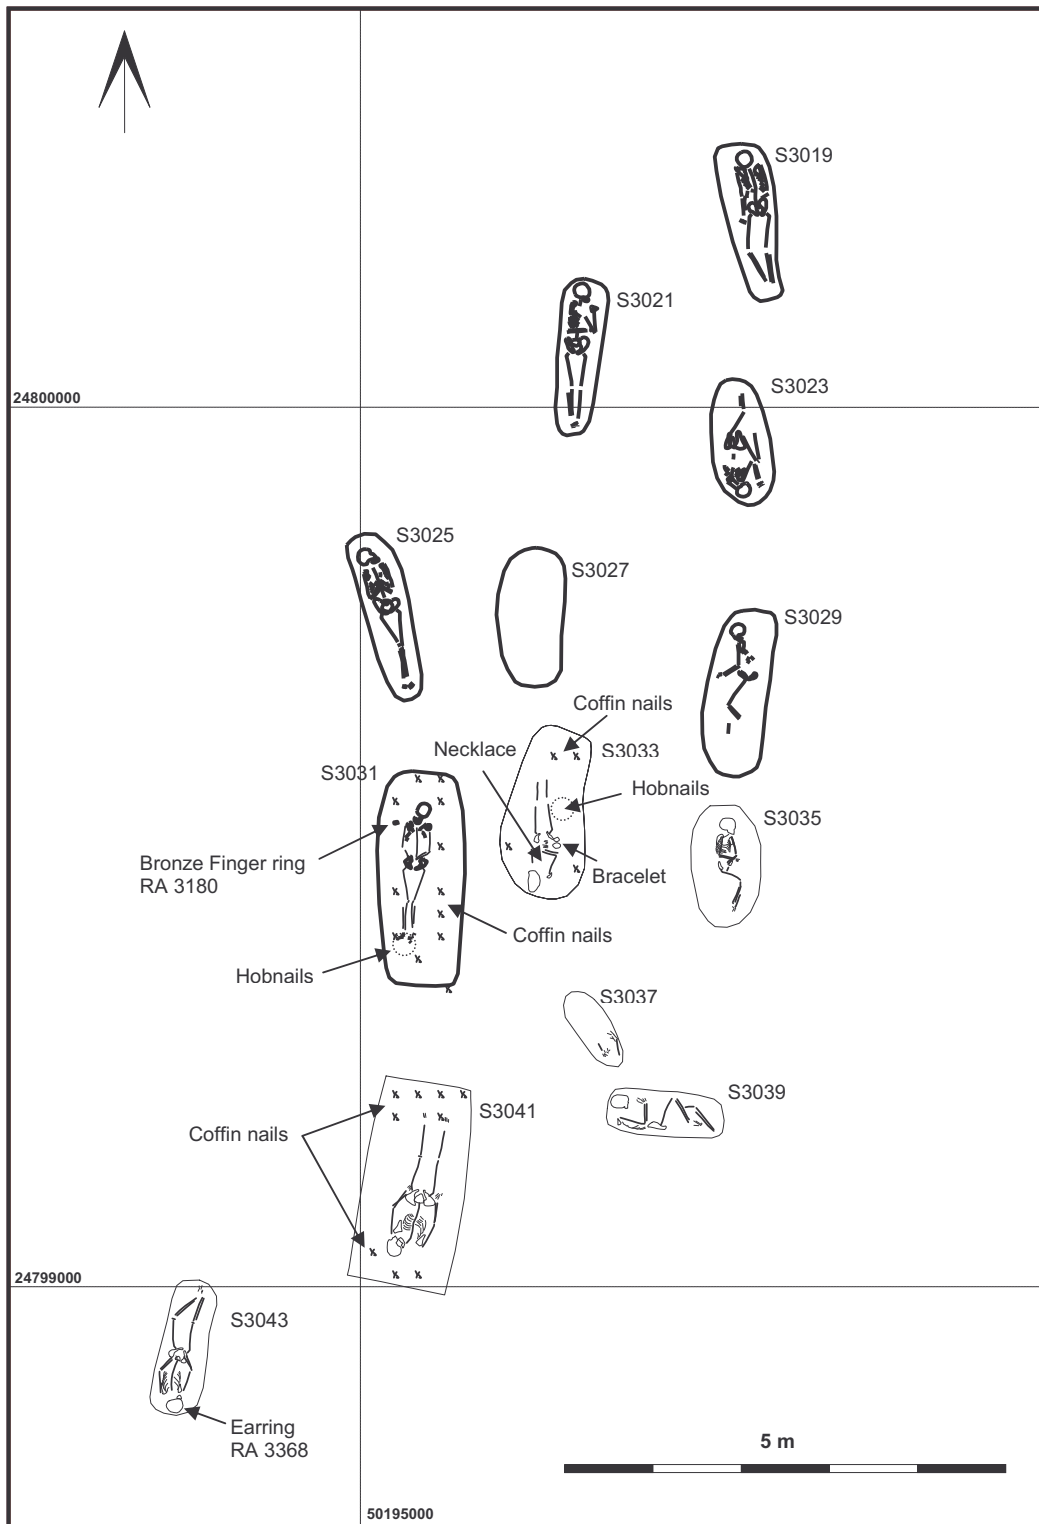 S3019
S3021
24800000
S3023
S3025
S3027
S3029
Coffin nails
Necklace
S3033
S3031
Hobnails
S3035
Bronze Finger ring
RA 3180
Bracelet
Coffin nails
Hobnails
S3037
S3039
S3041
Coffin nails
24799000
S3043
Earring
RA 3368
5 m
50195000